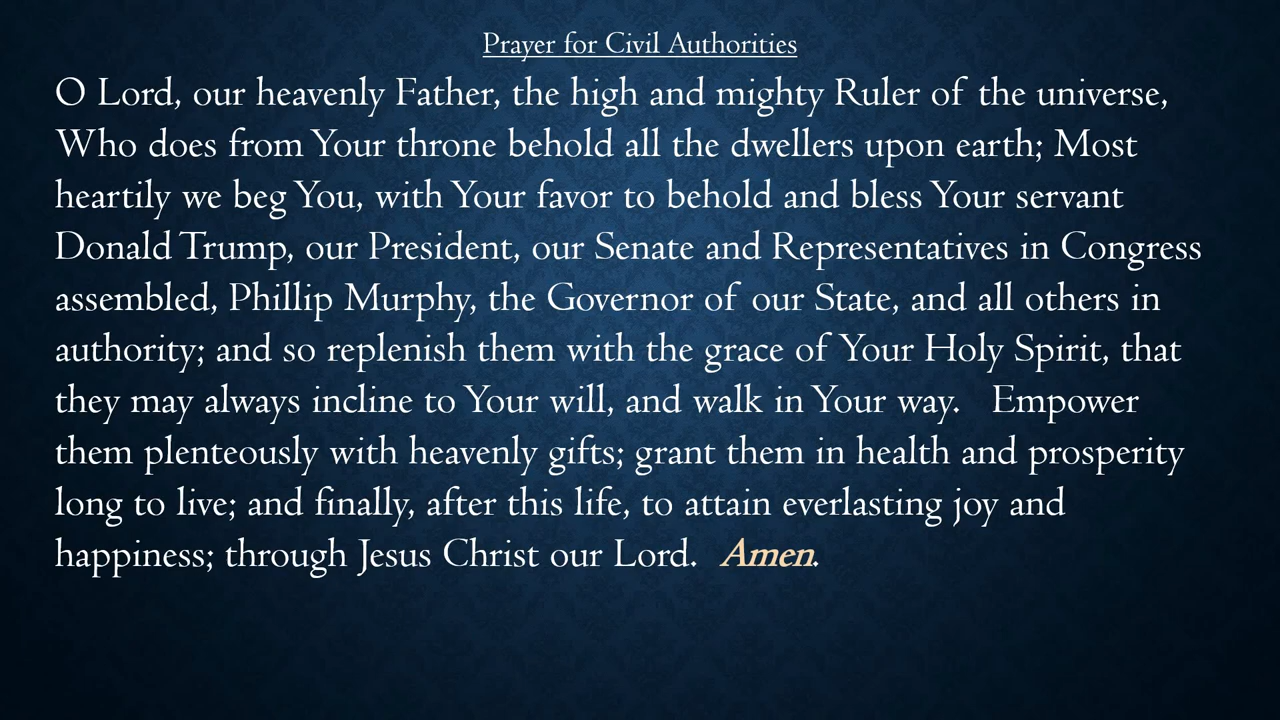 Prayer for Civil Authorities
O Lord, our heavenly Father, the high and mighty Ruler of the universe,
Who does from Your throne behold all the dwellers upon earth; Most
heartily we beg You, with Your favor to behold and bless Your servant
Donald Trump, our President, our Senate and Representatives in Congress
assembled, Phillip Murphy, the Governor of our State, and all others in
authority; and so replenish them with the grace of Your Holy Spirit, that
they may always incline to Your will, and walk in Your way.   Empower
them plenteously with heavenly gifts; grant them in health and prosperity
long to live; and finally, after this life, to attain everlasting joy and
happiness; through Jesus Christ our Lord.  Amen.